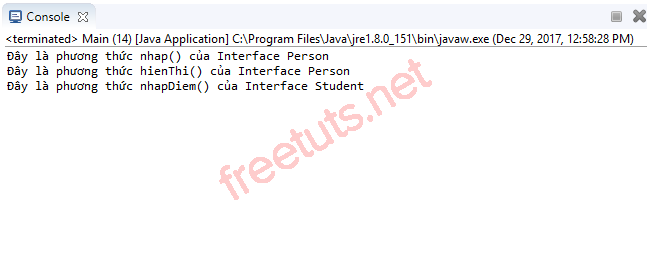 Console
<terminated> Main (14) [Java Application] C:\Program Files\Java\jre1.8.0_151\bin\javaw.exe (Dec 29, 2017, 12:58:28 PM)
Đây là phương thức nhap() của Interface Person
Đây là phương thức hienThi() của Interface Person
Đây là phương thức nhapDiem() của Interface Student
freetuts.net